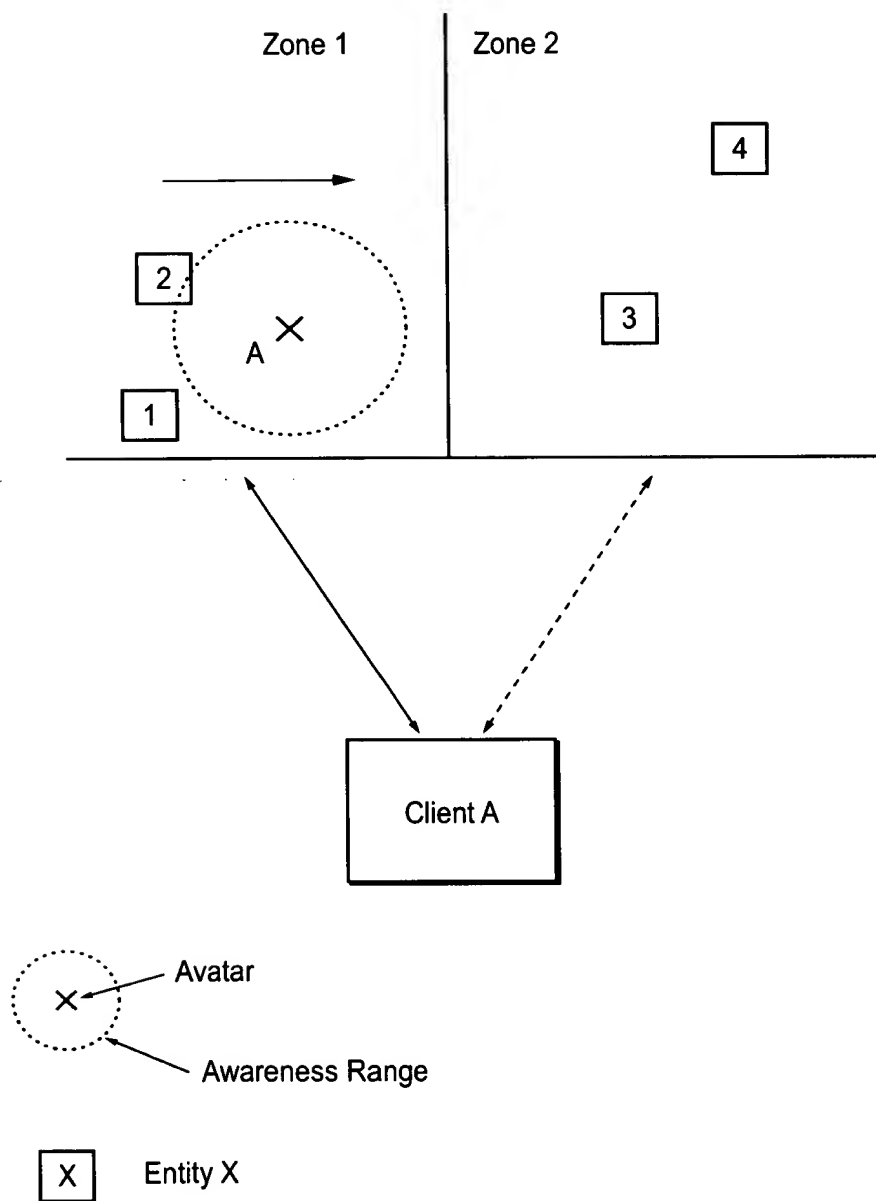 Zone 1
Zone 2
4
2
3
A
1
Client A
Avatar
Awareness Range
X
Entity X